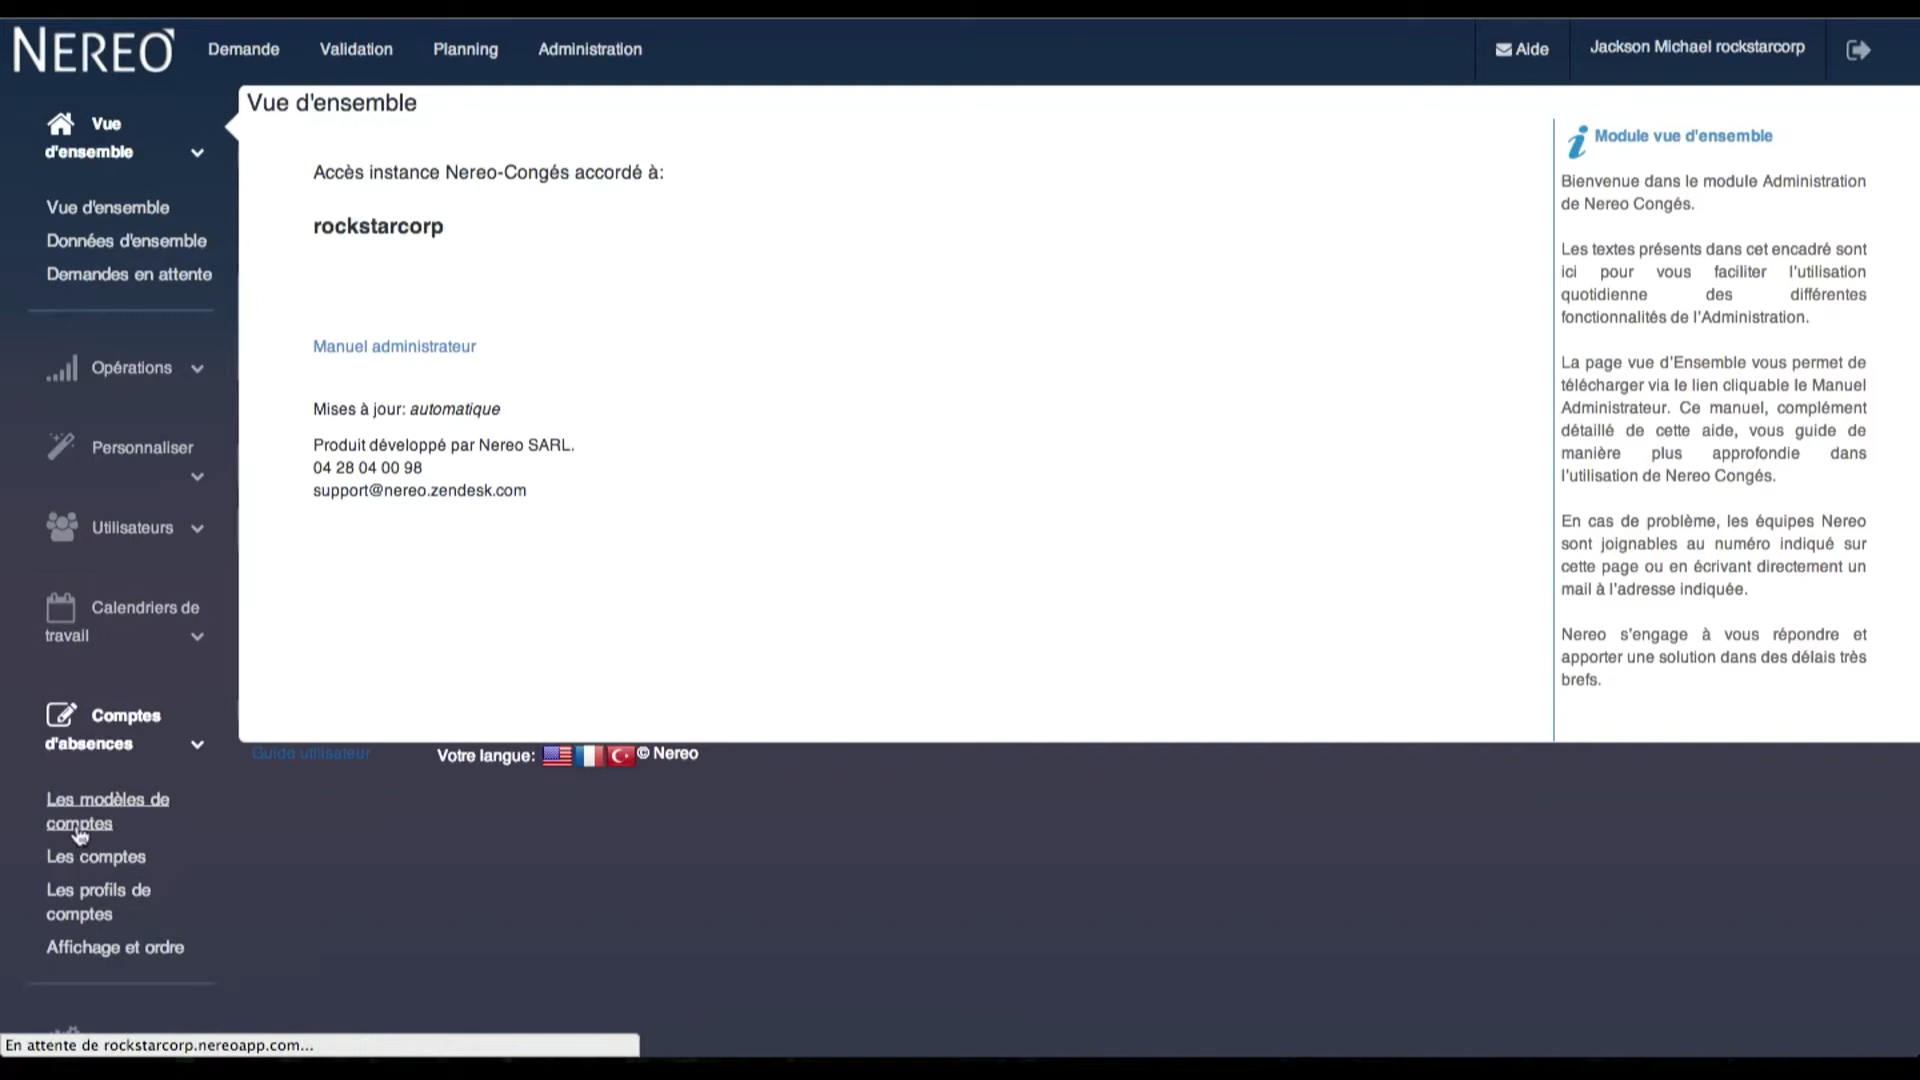 NEREO
Demande
Validation
Planning
Administration
Aide
Jackson Michael rockstarcorp
Vue
d'ensemble
Vue d'ensemble
Données d'ensemble
Demandes en attente
Opérations
Personnaliser
Utilisateurs
Calendriers de
travail
Comptes
d'absences
Les modèles de
comptes
Les comptes
Les profils de
comptes
Affichage et ordre
Vue d'ensemble
Accès instance Nereo-Congés accordé à:
rockstarcorp
Manuel administrateur
Mises à jour: automatique
Produit développé par Nereo SARL.
04 28 04 00 98
support@nereo.zendesk.com
Module vue d'ensemble
Bienvenue dans le module Administration
de Nereo Congés.
Les textes présents dans cet encadré sont
ici pour vous faciliter l'utilisation
quotidienne des différentes
fonctionnalités de l'Administration.
La page vue d'Ensemble vous permet de
télécharger via le lien cliquable le Manuel
Administrateur. Ce manuel, complément
détaillé de cette aide, vous guide de
manière plus approfondie dans
l'utilisation de Nereo Congés.
En cas de problème, les équipes Nereo
sont joignables au numéro indiqué sur
cette page ou en écrivant directement un
mail à l'adresse indiquée.
Nereo s'engage à vous répondre et
apporter une solution dans des délais très
brefs.
Guide utilisateur
Votre langue:
© Nereo
En attente de rockstarcorp.nereoapp.com...